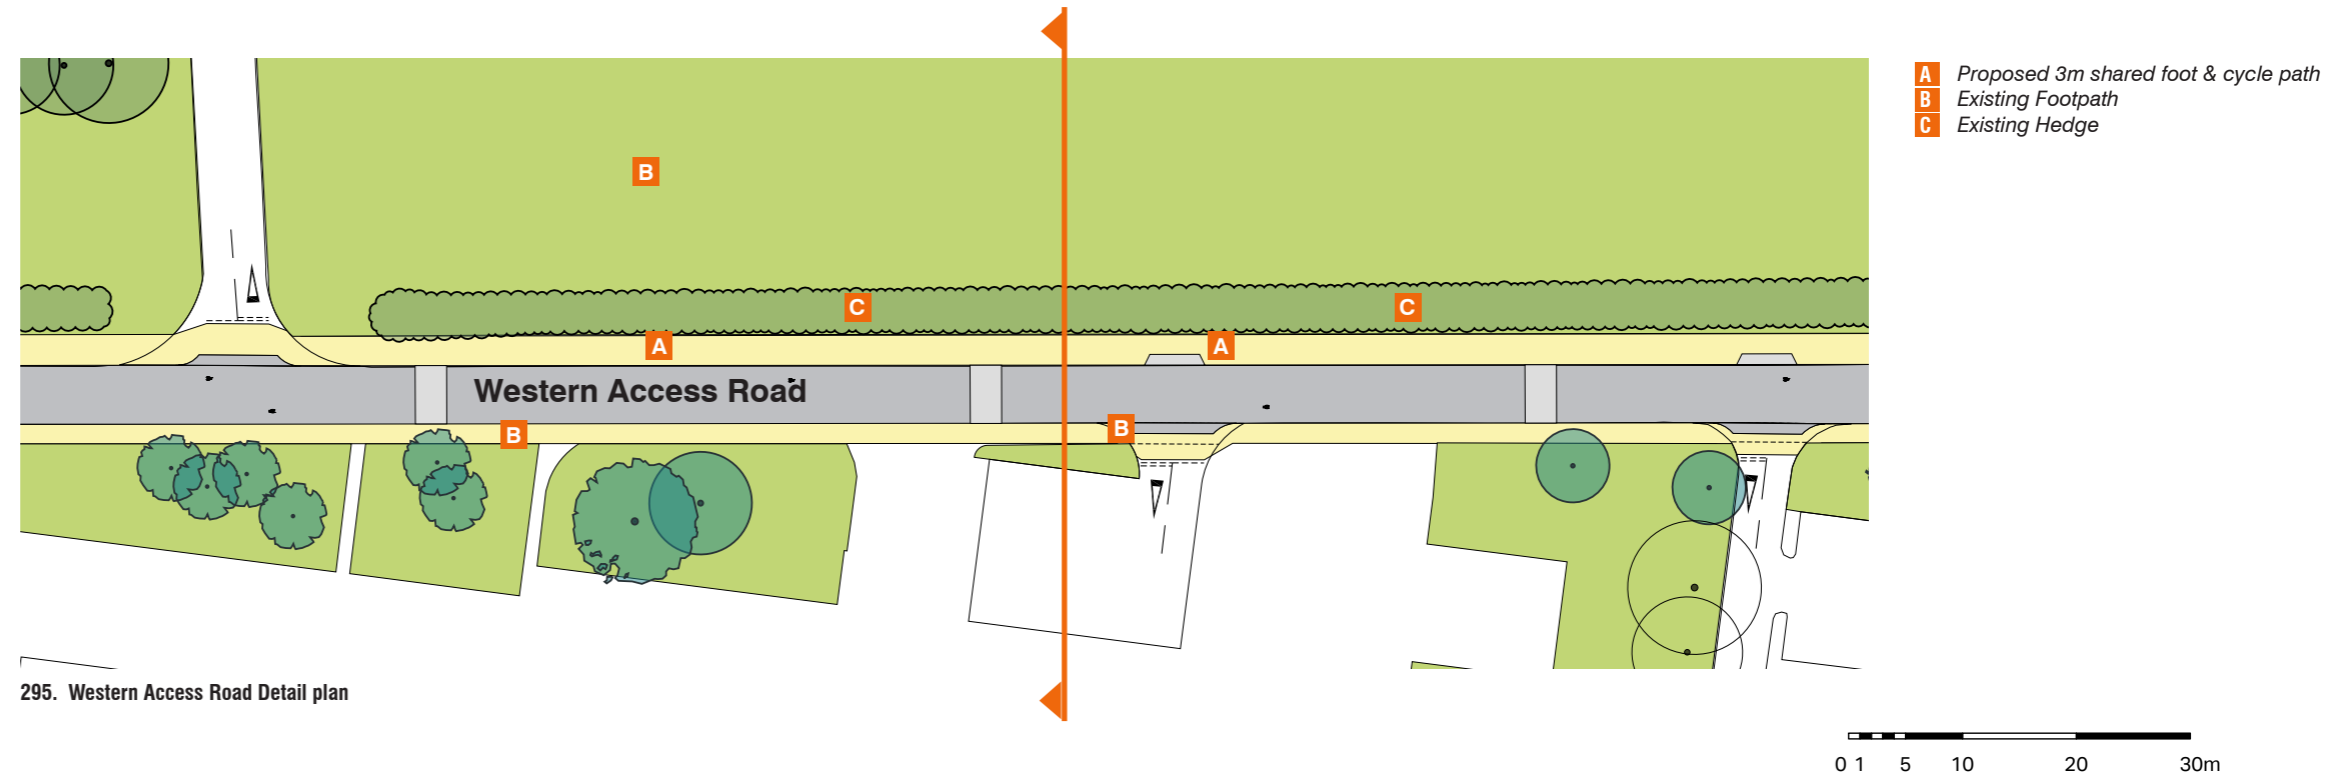 A Proposed 3m shared foot & cycle path
B Existing Footpath
C Existing Hedge
B
C C
A A
Western Access Road
B B
295. Western Access Road Detail plan
0 1 5 10 20 30m